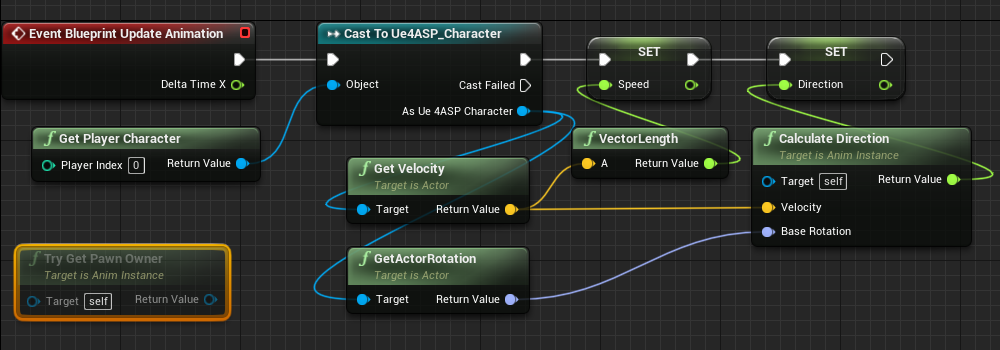 Event Blueprint Update Animation
Delta Time X
Cast To Ue4ASP_Character
Object
Cast Failed
As Ue 4ASP Character
SET
Speed
SET
Direction
f Get Player Character
Player Index 0
Return Value
f Get Velocity
Target is Actor
Target
Return Value
f VectorLength
A
Return Value
f Calculate Direction
Target is Anim Instance
Target self
Return Value
Velocity
Base Rotation
f Try Get Pawn Owner
Target is Anim Instance
Target self
Return Value
f GetActorRotation
Target is Actor
Target
Return Value